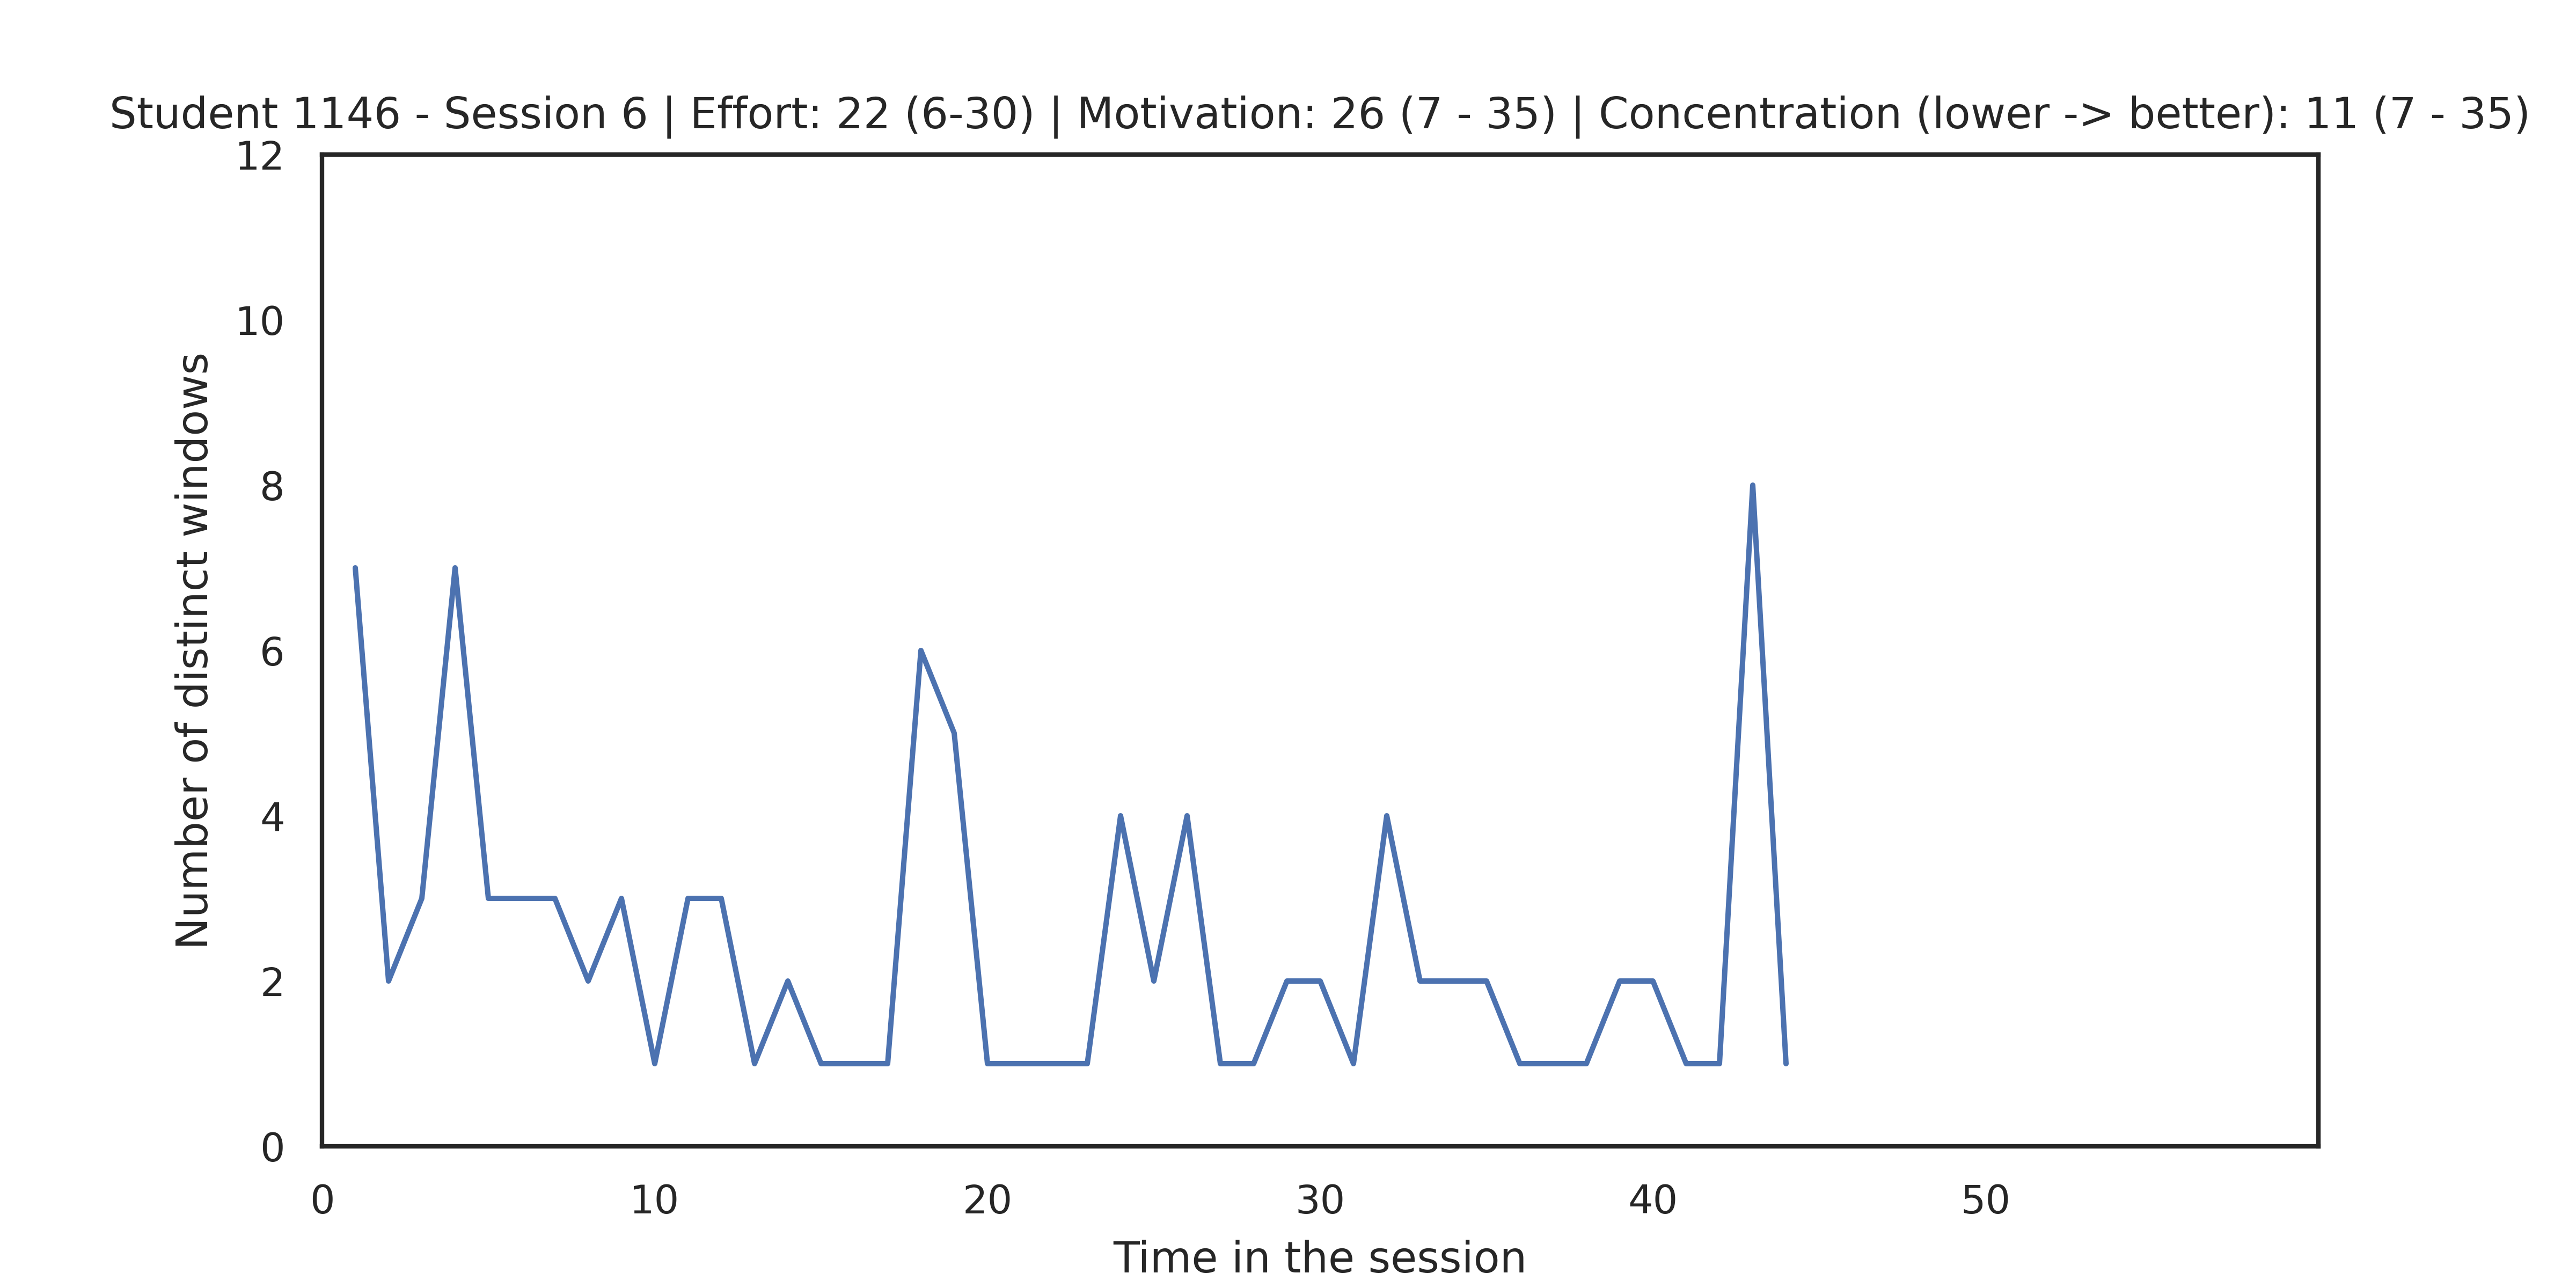 Student 1146 - Session 6 | Effort: 22 (6-30) | Motivation: 26 (7 - 35) | Concentration (lower -> better): 11 (7 - 35)
12
10
8
6
4
2
0
Number of distinct windows
0 10 20 30 40 50
Time in the session